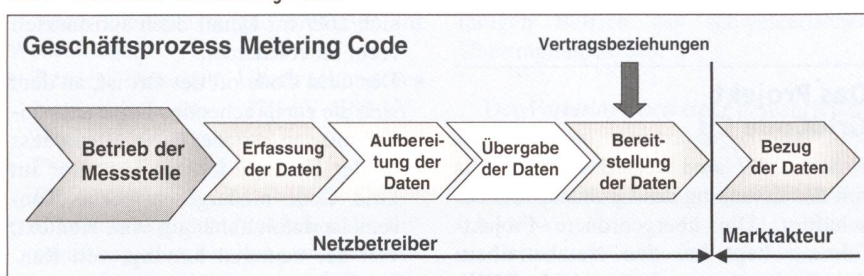 Geschäftsprozess Metering Code
Vertragsbeziehungen
Betrieb der
Messstelle
Erfassung
der Daten
Aufberei-
tung der
Daten
Übergabe
der Daten
Bereit-
stellung
der Daten
Bezug
der Daten
Netzbetreiber
Marktakteur